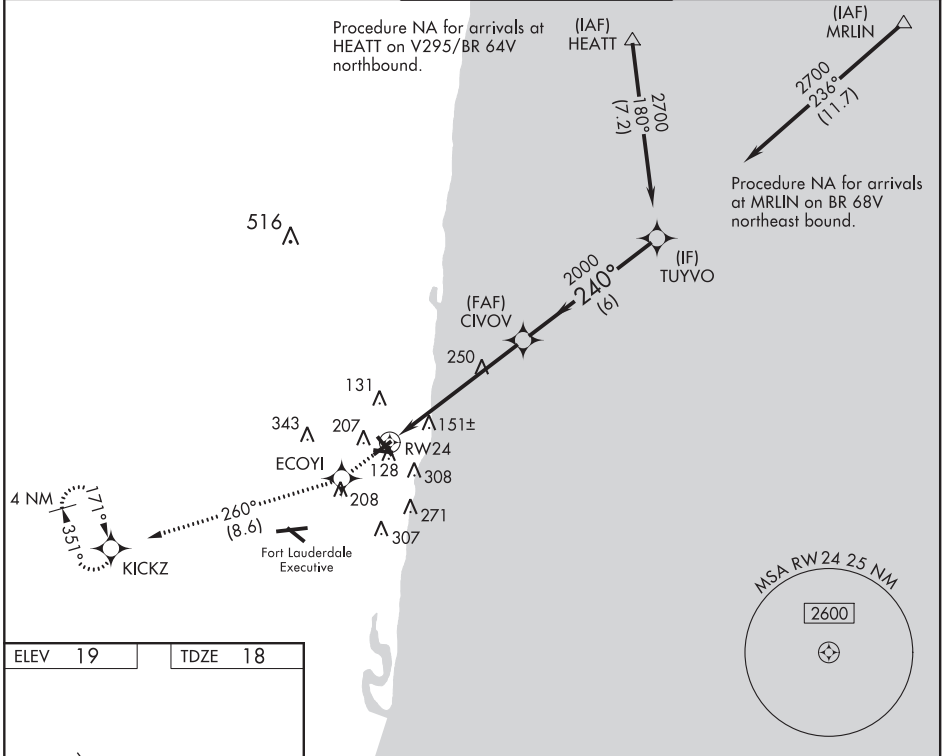 Procedure NA for arrivals at
HEATT on V295/BR 64V
northbound.
(IAF)
HEATT
(IAF)
MRLIN
2700
180°
(7.2)
2700
236°
(11.7)
Procedure NA for arrivals
at MRLIN on BR 68V
northeast bound.
516
(IF)
TUYVO
2000
240°
(6)
(FAF)
CIVOV
250
131
343
207
151±
RW24
ECOYI
128
308
208
271
307
4 NM
171°
351°
260°
(8.6)
KICKZ
Fort Lauderdale
Executive
MSA RW24 25 NM
2600
ELEV 19
TDZE 18